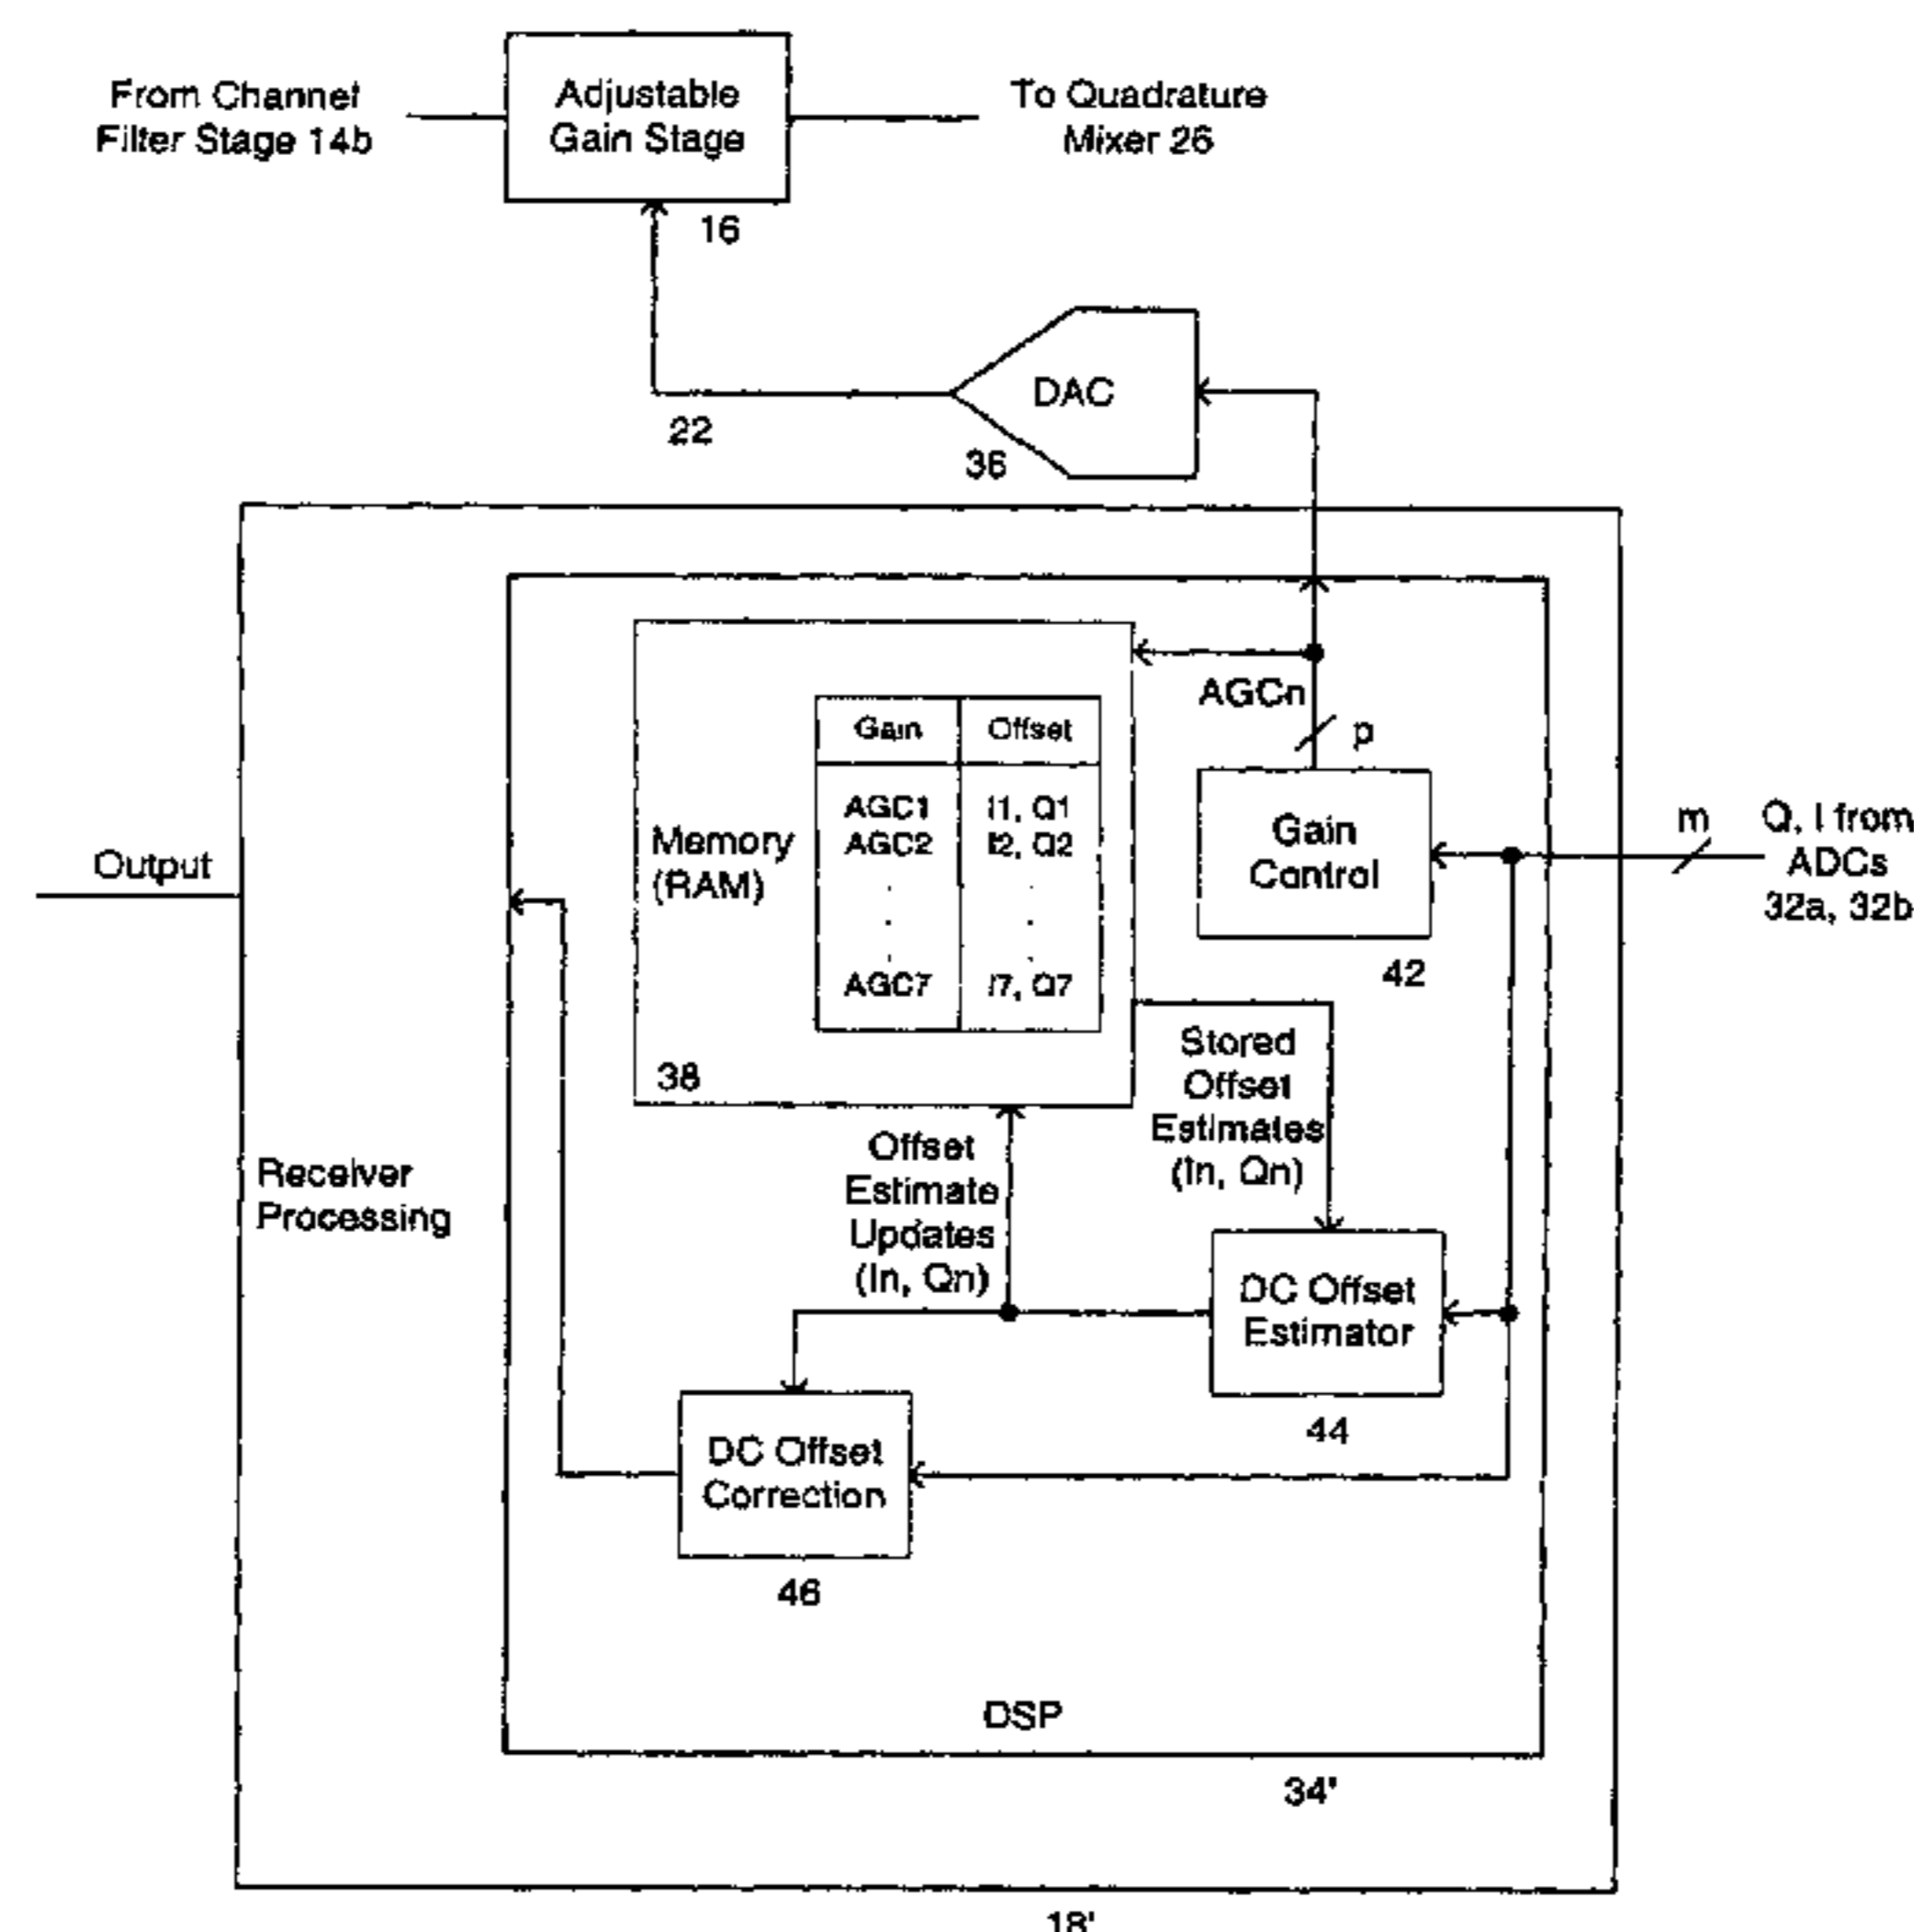 From Channel
Filter Stage 14b
Adjustable
Gain Stage
To Quadrature
Mixer 26
16
DAC
22
36
AGCn
p
Gain Offset
AGC1 I1, Q1
AGC2 I2, Q2
. .
. .
. .
AGC7 I7, Q7
Memory
(RAM)
38
Gain
Control
42
m
Q, I from
ADCs
32a, 32b
Output
Receiver
Processing
Stored
Offset
Estimates
(In, Qn)
Offset
Estimate
Updates
(In, Qn)
DC Offset
Estimator
44
DC Offset
Correction
46
DSP
34'
18'